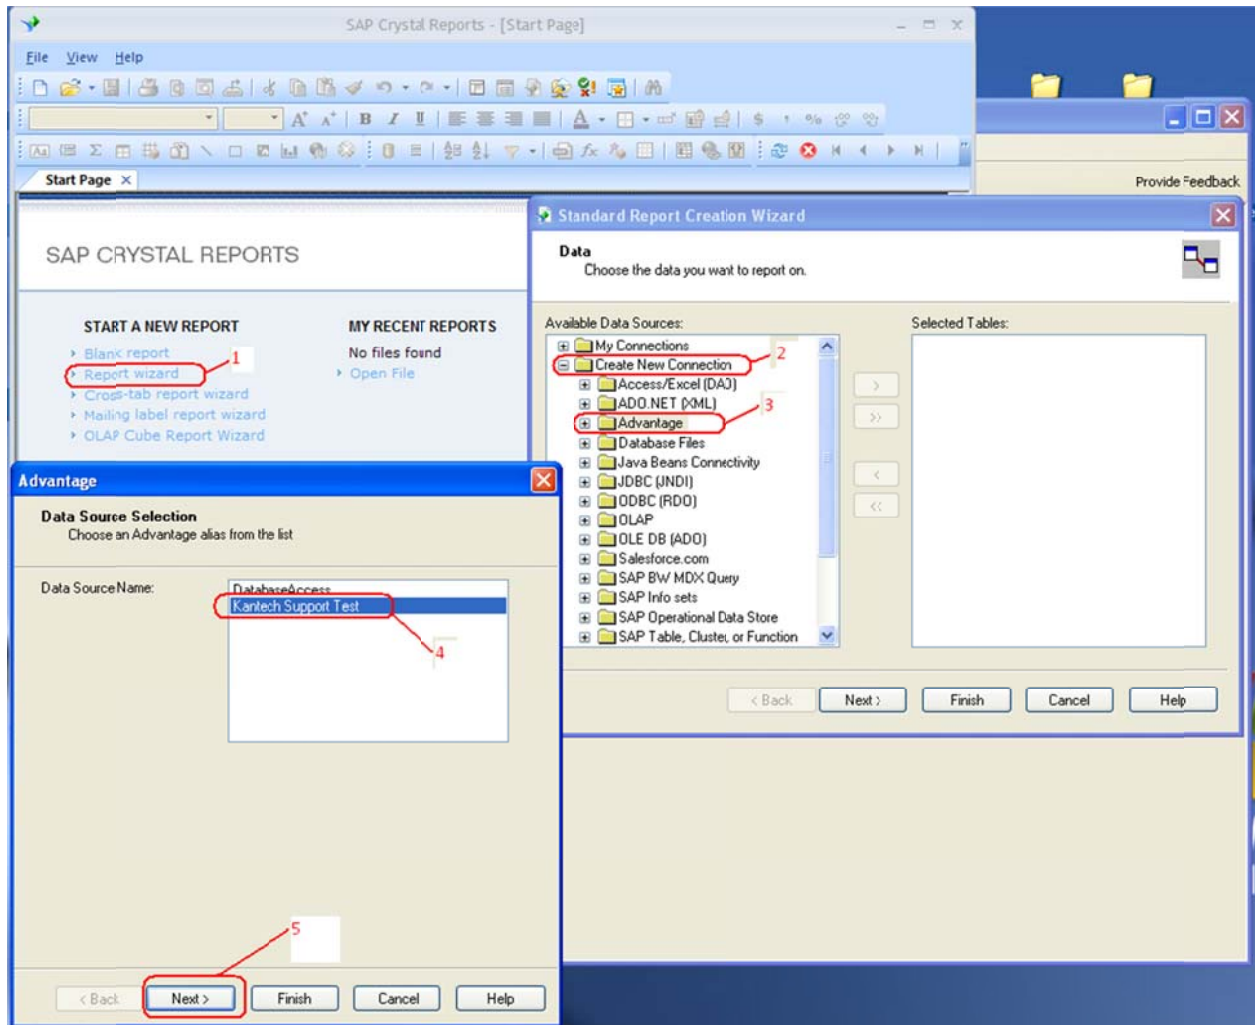 SAP Crystal Reports - [Start Page]
File View Help
Start Page
Provide Feedback
SAP CRYSTAL REPORTS
START A NEW REPORT
Blank report
Report wizard
1
Cross-tab report wizard
Mailing label report wizard
OLAP Cube Report Wizard
MY RECENT REPORTS
No files found
Open File
Standard Report Creation Wizard
Data
Choose the data you want to report on.
Available Data Sources:
My Connections
Create New Connection
2
Access/Excel (DAO)
ADO.NET (XML)
3
Advantage
Database Files
Java Beans Connectivity
JDBC (JNDI)
ODBC (RDO)
OLAP
OLE DB (ADO)
Salesforce.com
SAP BW MDX Query
SAP Info sets
SAP Operational Data Store
SAP Table, Cluster, or Function
>
>>
<
<<
Selected Tables:
< Back Next > Finish Cancel Help
Advantage
Data Source Selection
Choose an Advantage alias from the list
Data Source Name:
DatabaseAccess
Kantech Support Test
4
5
< Back Next > Finish Cancel Help